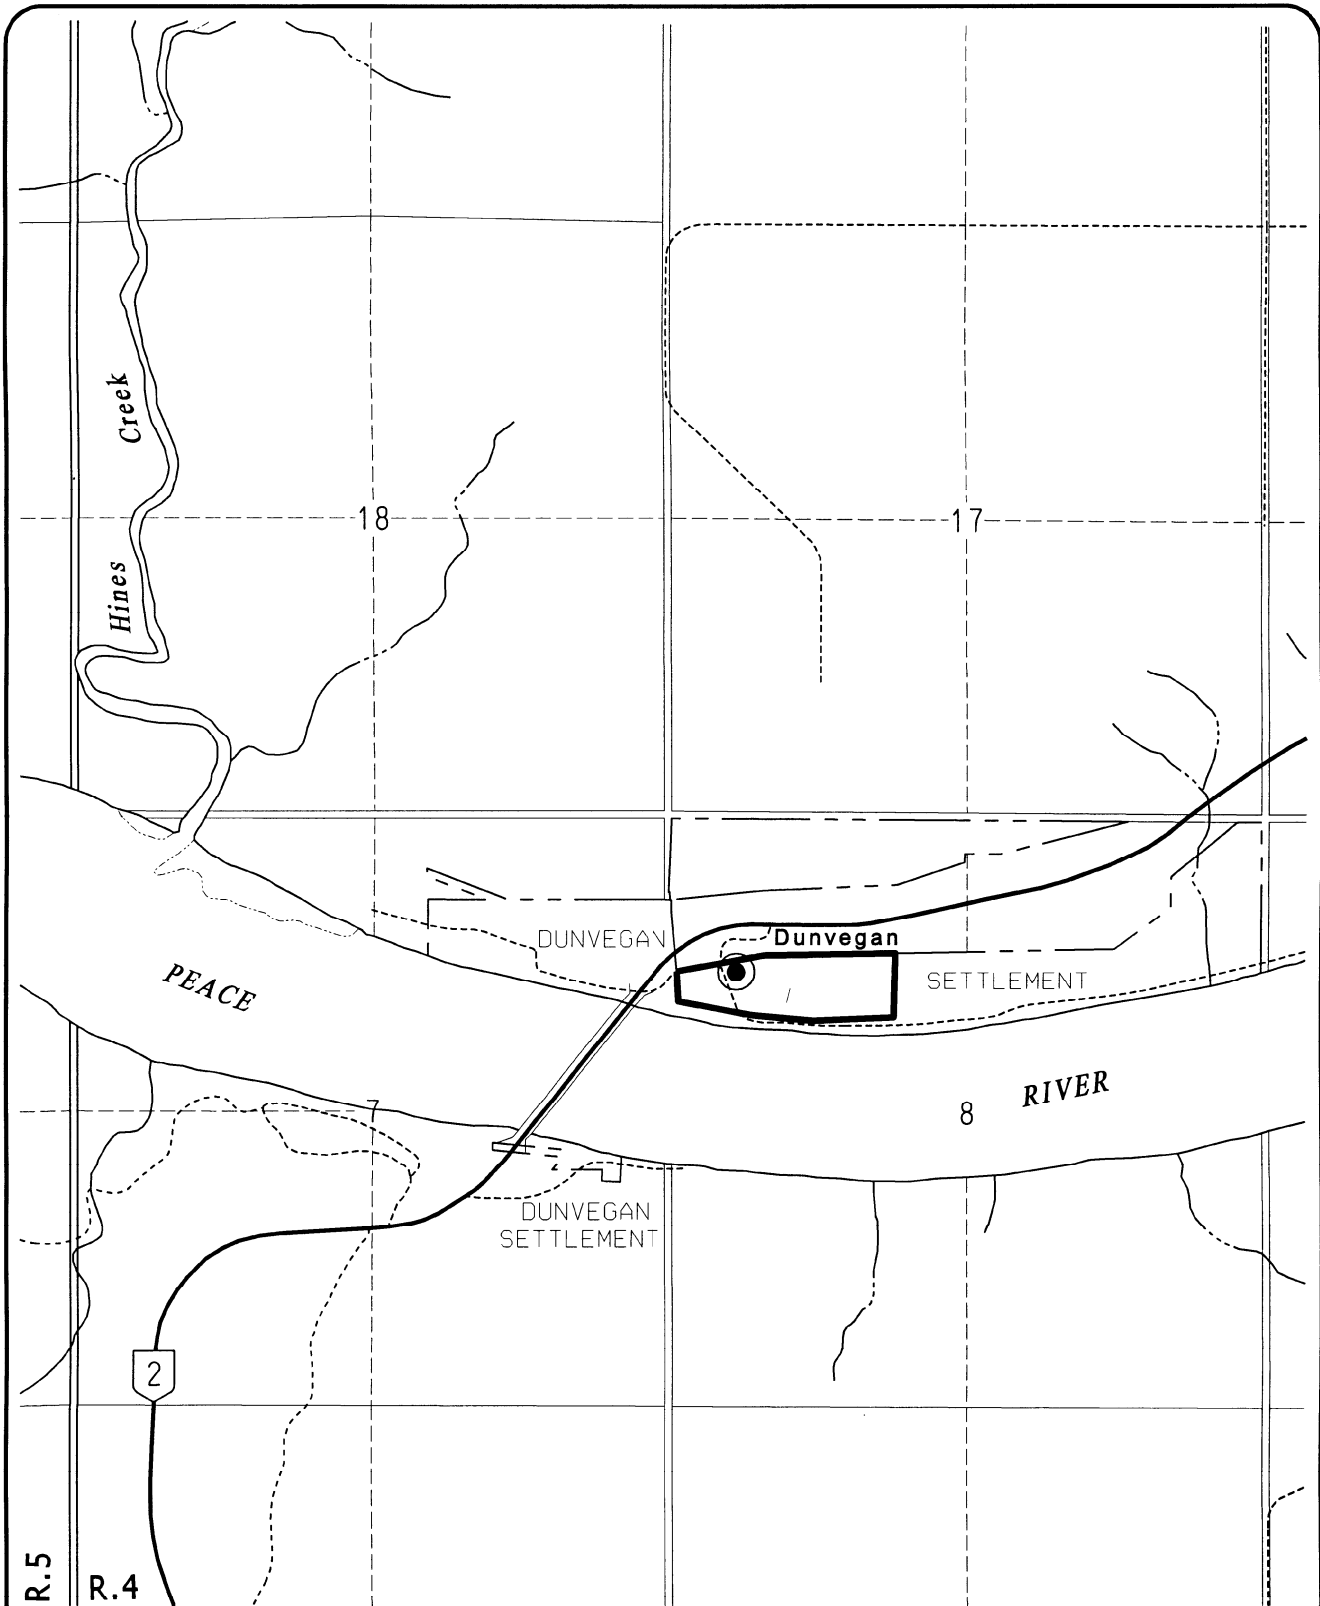 Creek
18
17
Hines
DUNVEGAN
Dunvegan
PEACE
SETTLEMENT
RIVER
7
8
DUNVEGAN
SETTLEMENT
2
R.5
R.4